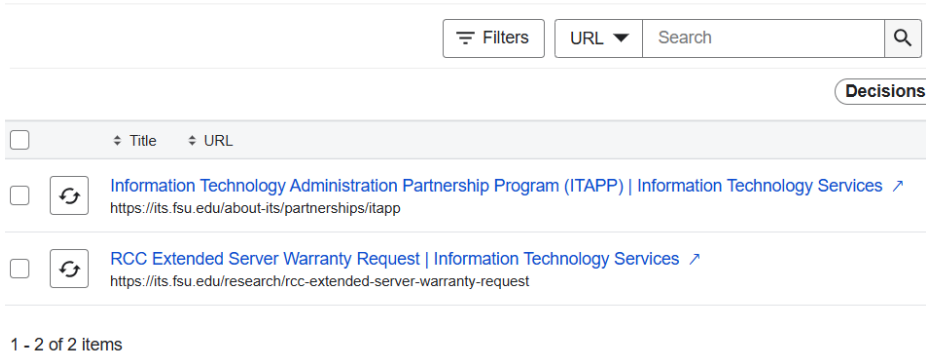 Filters
URL
Search
Decisions
Title URL
Information Technology Administration Partnership Program (ITAPP) | Information Technology Services
https://its.fsu.edu/about-its/partnerships/itapp
RCC Extended Server Warranty Request | Information Technology Services
https://its.fsu.edu/research/rcc-extended-server-warranty-request
1 - 2 of 2 items